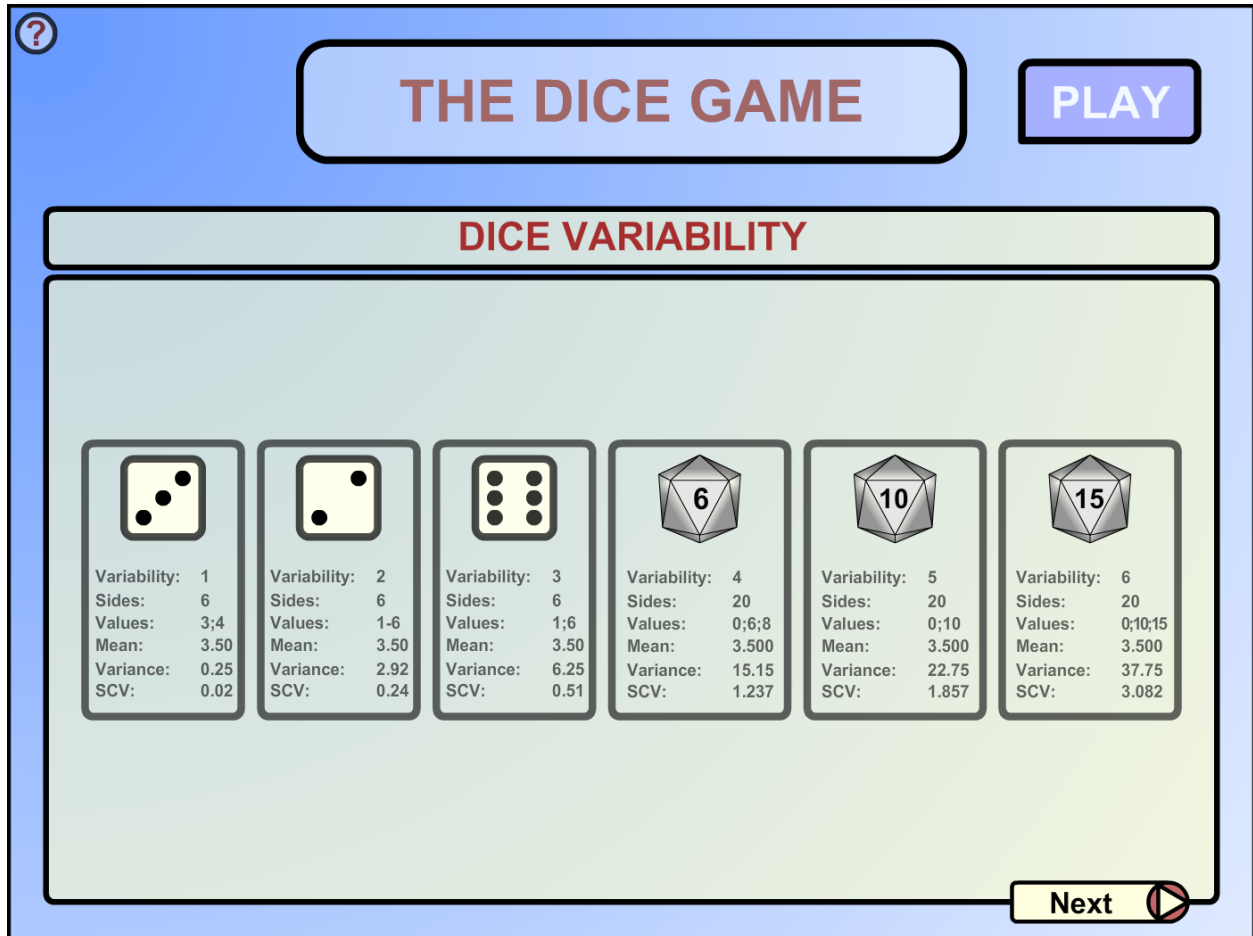 ?
THE DICE GAME
PLAY
DICE VARIABILITY
Variability: 1
Sides: 6
Values: 3;4
Mean: 3.50
Variance: 0.25
SCV: 0.02
Variability: 2
Sides: 6
Values: 1-6
Mean: 3.50
Variance: 2.92
SCV: 0.24
Variability: 3
Sides: 6
Values: 1;6
Mean: 3.50
Variance: 6.25
SCV: 0.51
6
Variability: 4
Sides: 20
Values: 0;6;8
Mean: 3.500
Variance: 15.15
SCV: 1.237
10
Variability: 5
Sides: 20
Values: 0;10
Mean: 3.500
Variance: 22.75
SCV: 1.857
15
Variability: 6
Sides: 20
Values: 0;10;15
Mean: 3.500
Variance: 37.75
SCV: 3.082
Next